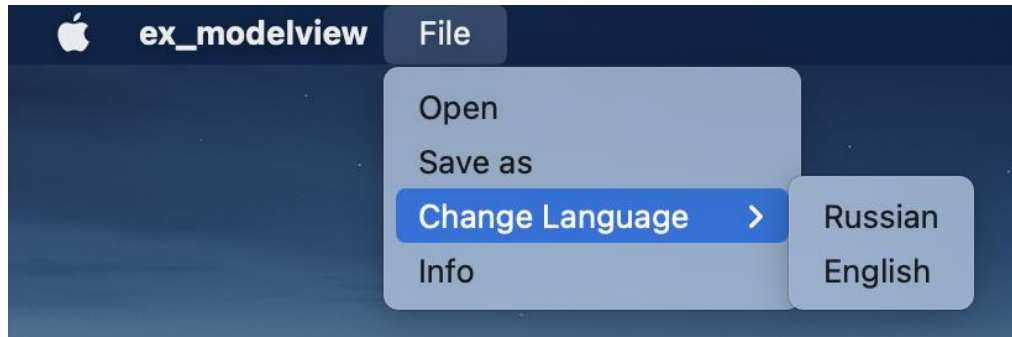 ex_modelview File
Open
Save as
Change Language
Russian
Info
English